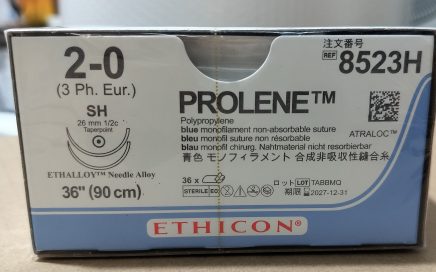 2-0
(3 Ph. Eur.)
SH
26 mm 1/2c
Taperpoint
ETHALLOY™ Needle Alloy
36" (90 cm)
注文番号
REF 8523H
PROLENE™
Polypropylene
blue monofilament non-absorbable suture
bleu monofil suture non résorbable
blau monofil chirurg. Nahtmaterial nicht resorbierbar
青色 モノフィラメント 合成非吸収性縫合糸
ATRALOC™
36 x
STERILE EO
ロット LOT TABBMQ
期限 2027-12-31
ETHICON®